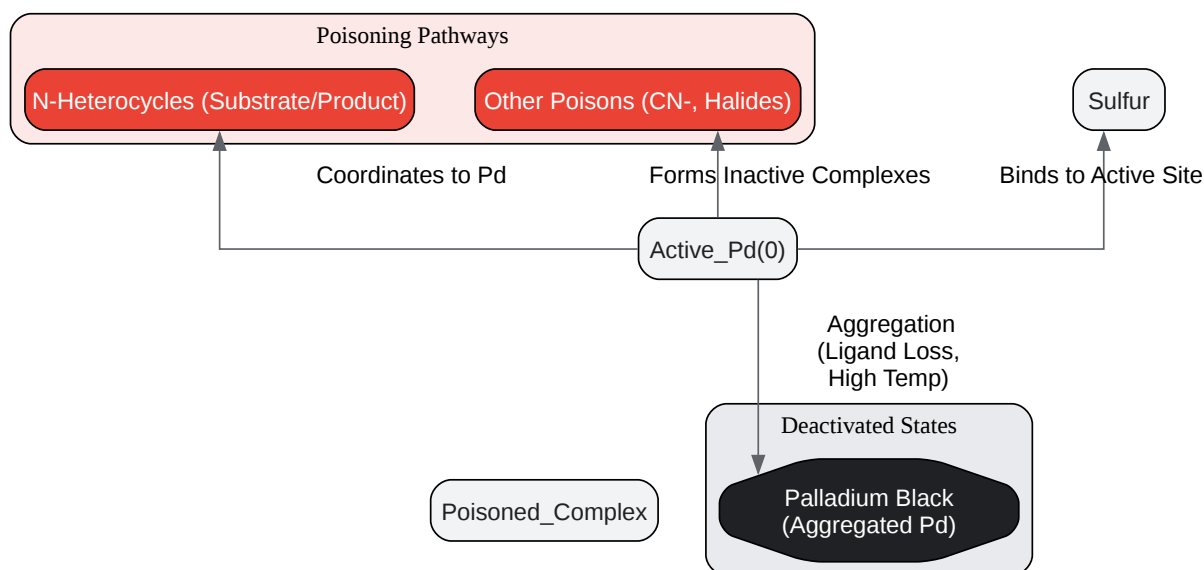 Poisoning Pathways
N-Heterocycles (Substrate/Product)
Other Poisons (CN-, Halides)
Sulfur
Coordinates to Pd
Forms Inactive Complexes
Binds to Active Site
Active_Pd(0)
Aggregation
(Ligand Loss,
High Temp)
Deactivated States
Poisoned_Complex
Palladium Black
(Aggregated Pd)